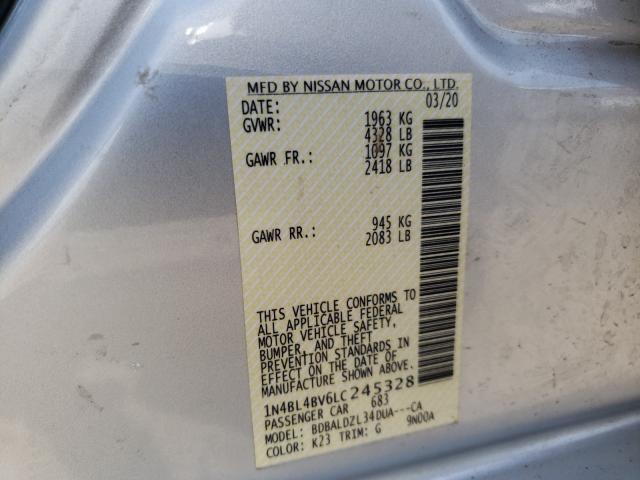 MFD BY NISSAN MOTOR CO., LTD.
DATE: 03/20
GVWR: 1963 KG
4328 LB
GAWR FR.: 1097 KG
2418 LB
GAWR RR.: 945 KG
2083 LB
THIS VEHICLE CONFORMS TO
ALL APPLICABLE FEDERAL
MOTOR VEHICLE SAFETY,
BUMPER, AND THEFT
PREVENTION STANDARDS IN
EFFECT ON THE DATE OF
MANUFACTURE SHOWN ABOVE.
1N4BL4BV6LC245328
PASSENGER CAR 683
MODEL: BDBALDZL34DUA---CA
COLOR: K23 TRIM: G 9N00A